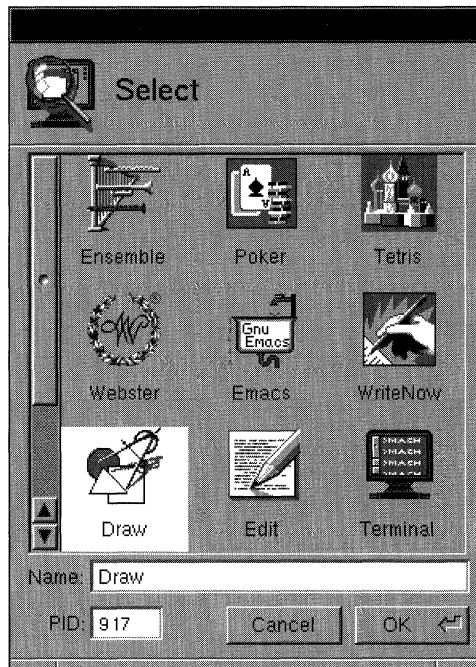 Select
Ensemble Poker Tetris
Gnu
Emacs
Webster Emacs WriteNow
>MACH
>MACH
>MACH
>MACH
Draw Edit Terminal
Name: Draw
PID: 917 Cancel OK